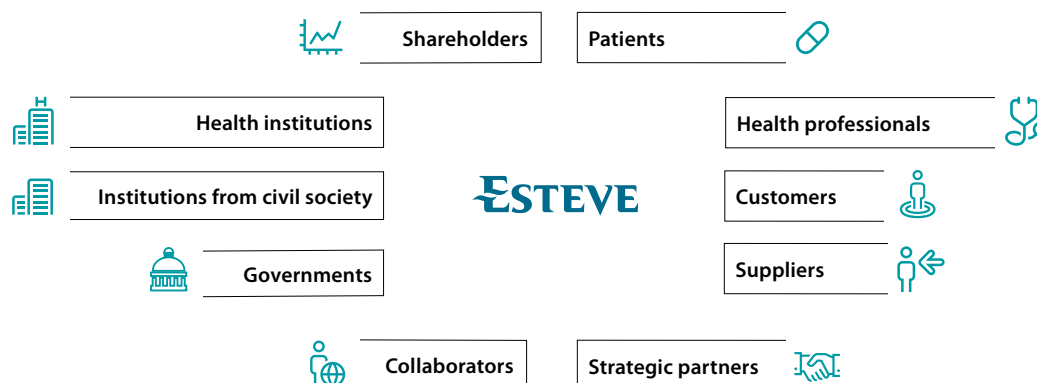 Shareholders
Patients
Health institutions
Health professionals
Institutions from civil society
ESTEVE
Customers
Governments
Suppliers
Collaborators
Strategic partners